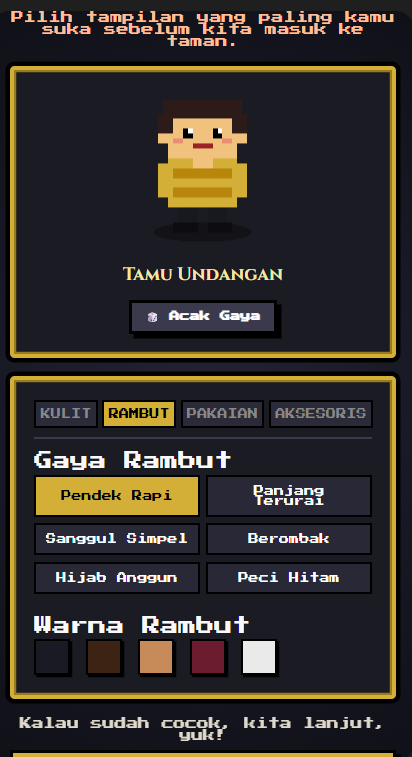 Pilih tampilan yang paling kamu
suka sebelum kita masuk ke
taman.
Tamu Undangan
Acak Gaya
KULIT RAMBUT PAKAIAN AKSESORIS
Gaya Rambut
Pendek Rapi
Panjang
Terurai
Sanggul Simpel
Berombak
Hijab Anggun
Peci Hitam
Warna Rambut
Kalau sudah cocok, kita lanjut,
yuk!